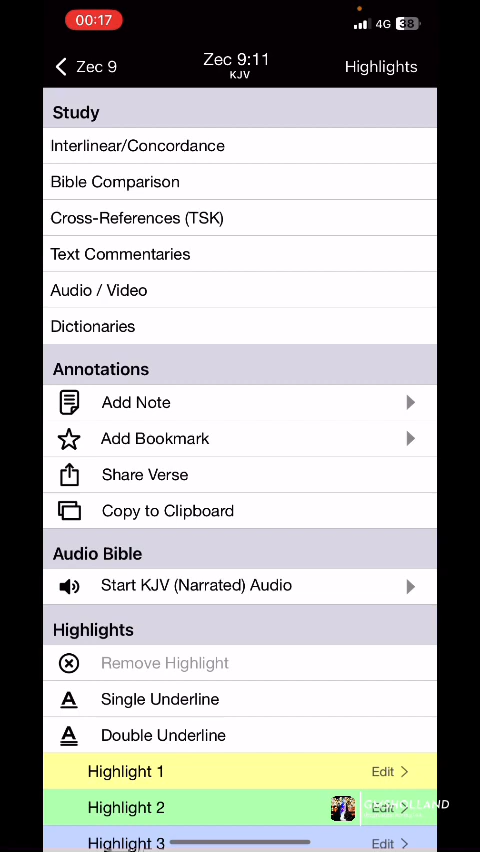 00:17
4G 38
Zec 9
Zec 9:11
KJV
Highlights
Study
Interlinear/Concordance
Bible Comparison
Cross-References (TSK)
Text Commentaries
Audio / Video
Dictionaries
Annotations
Add Note
Add Bookmark
Share Verse
Copy to Clipboard
Audio Bible
Start KJV (Narrated) Audio
Highlights
Remove Highlight
Single Underline
Double Underline
Highlight 1 Edit
Highlight 2 Edit
Highlight 3 Edit